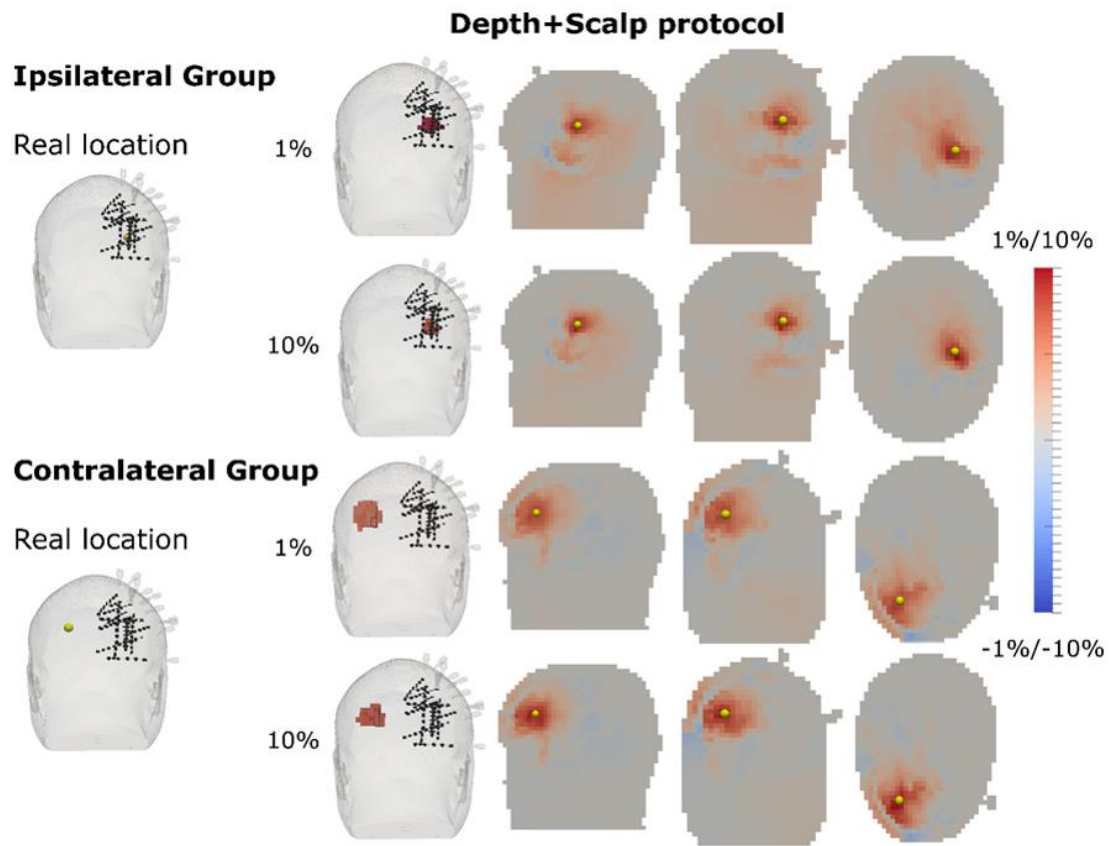 Depth+Scalp protocol
Ipsilateral Group
Real location
1%
1%/10%
10%
Contralateral Group
Real location
1%
-1%/-10%
10%